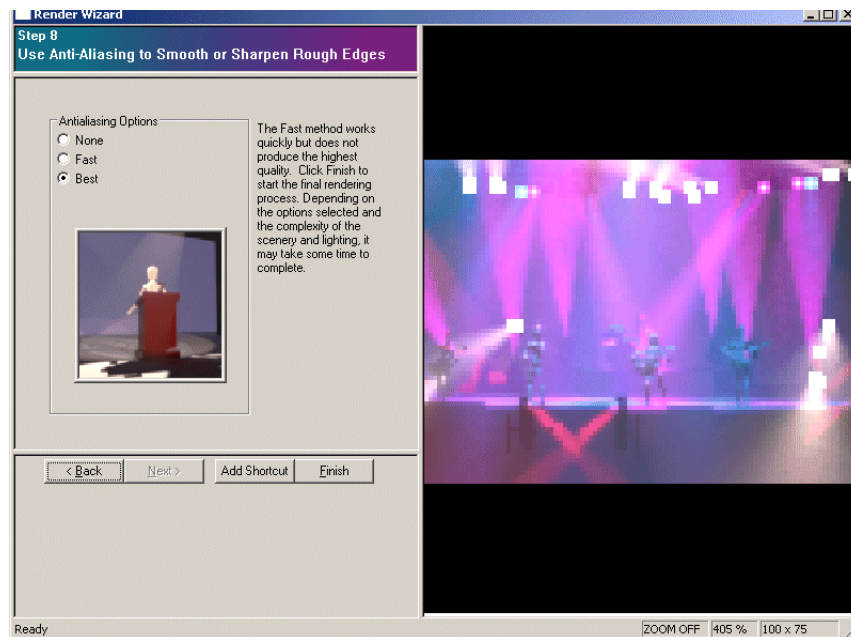 Render Wizard
Step 8
Use Anti-Aliasing to Smooth or Sharpen Rough Edges
Antialiasing Options
None
Fast
Best
The Fast method works
quickly but does not
produce the highest
quality. Click Finish to
start the final rendering
process. Depending on
the options selected and
the complexity of the
scenery and lighting, it
may take some time to
complete.
< Back
Next >
Add Shortcut
Finish
Ready
ZOOM OFF
405 %
100 x 75